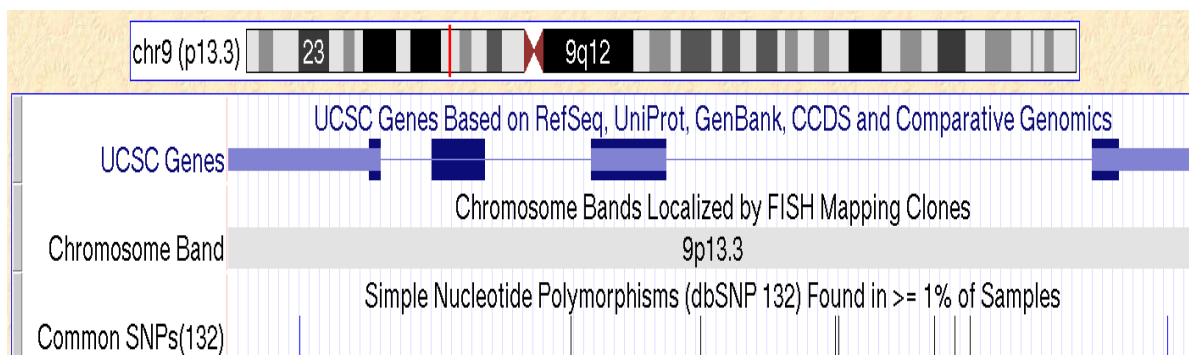 chr9 (p13.3) 23 9q12
UCSC Genes Based on RefSeq, UniProt, GenBank, CCDS and Comparative Genomics
UCSC Genes
Chromosome Bands Localized by FISH Mapping Clones
Chromosome Band 9p13.3
Simple Nucleotide Polymorphisms (dbSNP 132) Found in >= 1% of Samples
Common SNPs(132)